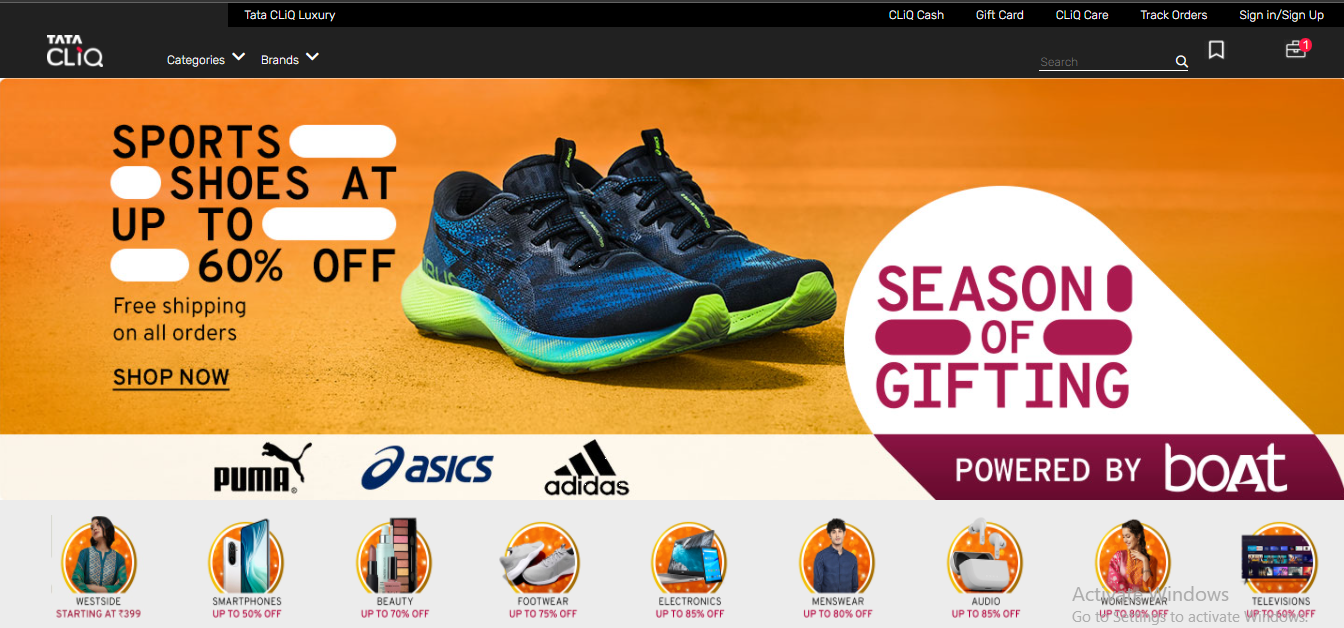 Tata CLiQ Luxury
CLiQ Cash
Gift Card
CLiQ Care
Track Orders
Sign in/Sign Up
TATA
CLiQ
Categories
Brands
Search
1
SPORTS
SHOES AT
UP TO
60% OFF
Free shipping
on all orders
SHOP NOW
SEASON
OF
GIFTING
PUMA
asics
adidas
POWERED BY boAt
WESTSIDE
STARTING AT ₹399
SMARTPHONES
UP TO 50% OFF
BEAUTY
UP TO 70% OFF
FOOTWEAR
UP TO 75% OFF
ELECTRONICS
UP TO 85% OFF
MENSWEAR
UP TO 80% OFF
AUDIO
UP TO 85% OFF
WOMENSWEAR
UP TO 80% OFF
TELEVISIONS
UP TO 60% OFF
Activate Windows
Go to Settings to activate Windows.